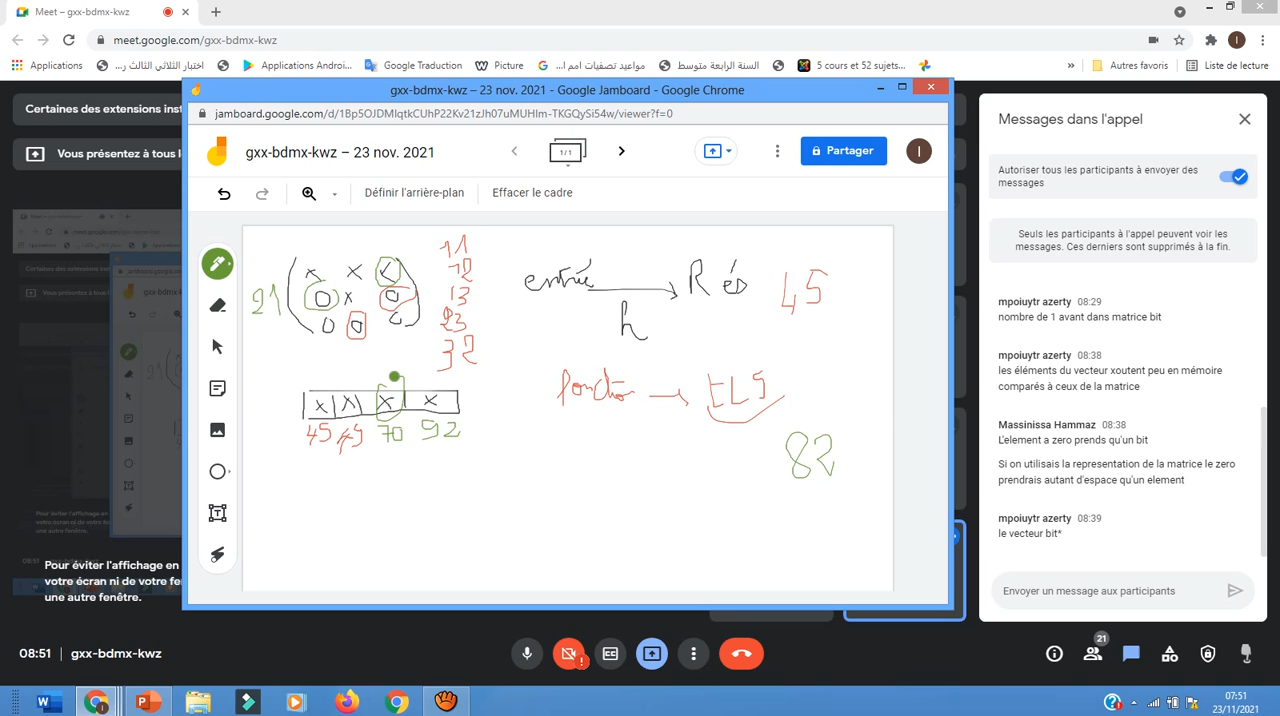 Meet – gxx-bdmx-kwz
meet.google.com/gxx-bdmx-kwz
Applications
اختبار الثلاثي الثالث ر...
Applications Androi...
Google Traduction
Picture
مواعيد تصفيات امم ا...
السنة الرابعة متوسط
5 cours et 52 sujets...
»
Autres favoris
Liste de lecture
Certaines des extensions inst
Vous présentez à tous l
gxx-bdmx-kwz – 23 nov. 2021 - Google Jamboard - Google Chrome
jamboard.google.com/d/1Bp5OJDMIqtkCUhP22Kv21zJh07uMUHIm-TKGQySi54w/viewer?f=0
gxx-bdmx-kwz – 23 nov. 2021
1/1
Partager
I
Définir l'arrière-plan
Effacer le cadre
x x x
21 0 x 0
0 0 0
11
12
13
23
32
entrée → Rés 45
h
fonction →
x x x x
45 49 70 92
82
Pour éviter l'affichage en
votre écran ni de votre fe
une autre fenêtre.
08:51 gxx-bdmx-kwz
Messages dans l'appel
Autoriser tous les participants à envoyer des
messages
Seuls les participants à l'appel peuvent voir les
messages. Ces derniers sont supprimés à la fin.
mpoiuytr azerty 08:29
nombre de 1 avant dans matrice bit
mpoiuytr azerty 08:38
les éléments du vecteur xoutent peu en mémoire
comparés à ceux de la matrice
Massinissa Hammaz 08:38
L'element a zero prends qu'un bit
Si on utilisais la representation de la matrice le zero
prendrais autant d'espace qu'un element
mpoiuytr azerty 08:39
le vecteur bit*
Envoyer un message aux participants
21
07:51
23/11/2021